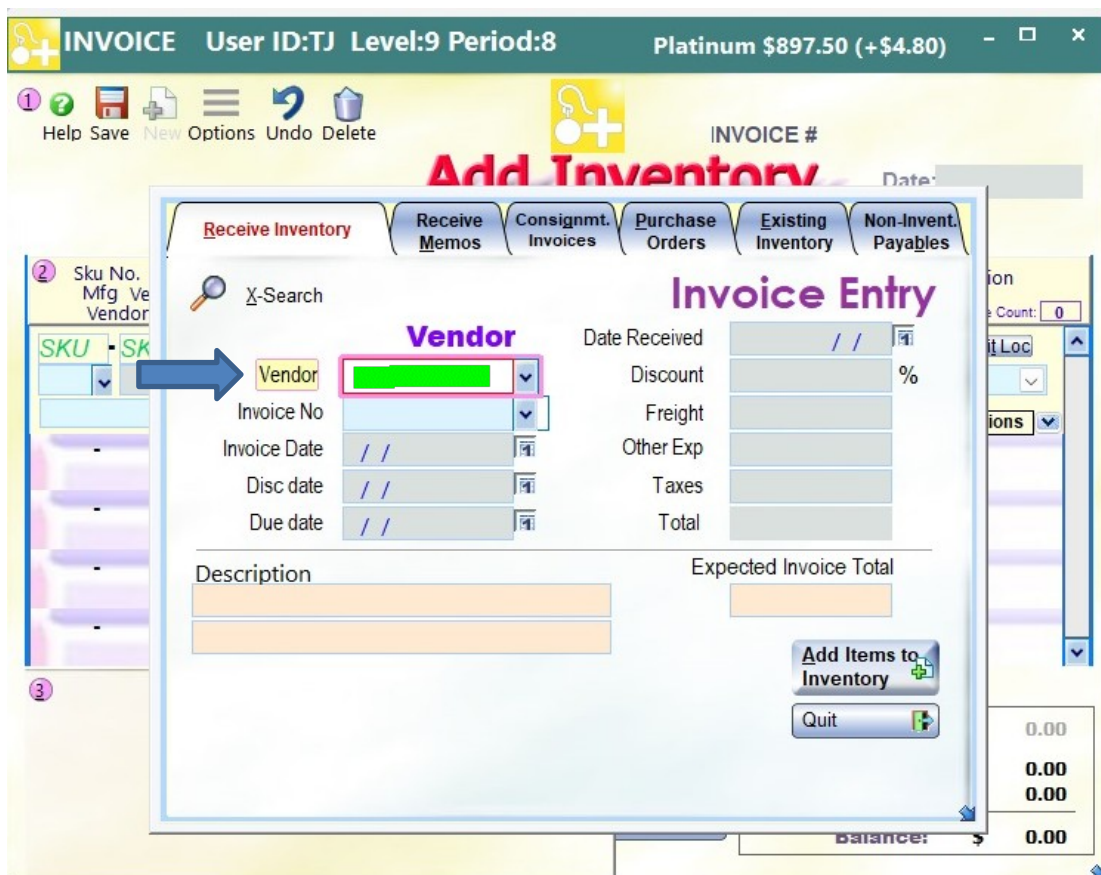 INVOICE User ID:TJ Level:9 Period:8 Platinum $897.50 (+$4.80)
1
Help Save New Options Undo Delete
INVOICE #
Add Inventory
Date:
Receive Inventory
Receive Memos
Consignmt. Invoices
Purchase Orders
Existing Inventory
Non-Invent. Payables
2 Sku No.
Mfg
Vendor
Count: 0
SKU - SK
Loc
X-Search
Invoice Entry
Vendor
Date Received / /
Vendor
Discount %
Invoice No
Freight
Invoice Date / /
Other Exp
Disc date / /
Taxes
Due date / /
Total
-
-
-
-
Description
Expected Invoice Total
Add Items to Inventory
Quit
3
0.00
0.00
0.00
Balance: $ 0.00